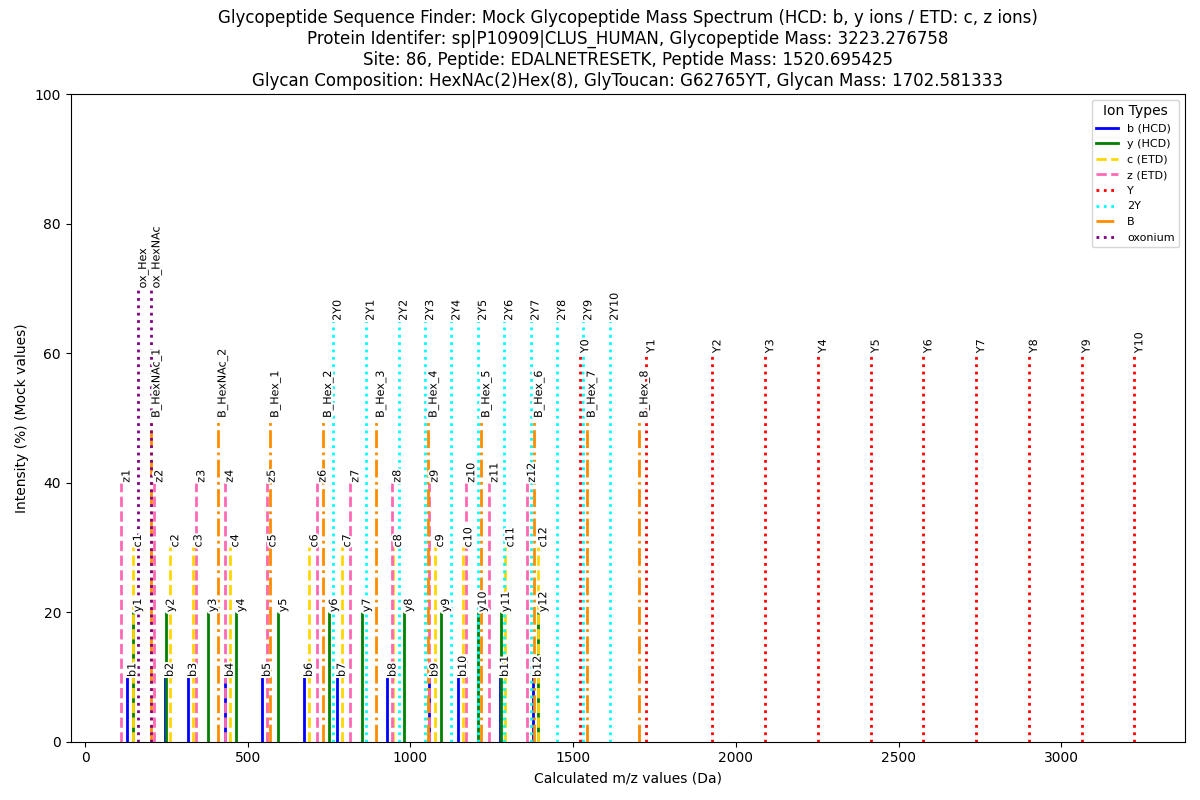 Glycopeptide Sequence Finder: Mock Glycopeptide Mass Spectrum (HCD: b, y ions / ETD: c, z ions)
Protein Identifer: sp|P10909|CLUS_HUMAN, Glycopeptide Mass: 3223.276758
Site: 86, Peptide: EDALNETRESETK, Peptide Mass: 1520.695425
Glycan Composition: HexNAc(2)Hex(8), GlyToucan: G62765YT, Glycan Mass: 1702.581333
Intensity (%) (Mock values)
100
80
60
40
20
0
Ion Types
b (HCD)
y (HCD)
c (ETD)
z (ETD)
Y
2Y
B
oxonium
ox_Hex
ox_HexNAc
2Y0
2Y1
2Y2
2Y3
2Y4
2Y5
2Y6
2Y7
2Y8
2Y9
2Y10
Y0
Y1
Y2
Y3
Y4
Y5
Y6
Y7
Y8
Y9
Y10
B_HexNAc_1
B_HexNAc_2
B_Hex_1
B_Hex_2
B_Hex_3
B_Hex_4
B_Hex_5
B_Hex_6
B_Hex_7
B_Hex_8
z1
z2
z3
z4
z5
z6
z7
z8
z9
z10
z11
z12
c1
c2
c3
c4
c5
c6
c7
c8
c9
c10
c11
c12
y1
y2
y3
y4
y5
y6
y7
y8
y9
y10
y11
y12
b1
b2
b3
b4
b5
b6
b7
b8
b9
b10
b11
b12
0
500
1000
1500
2000
2500
3000
Calculated m/z values (Da)